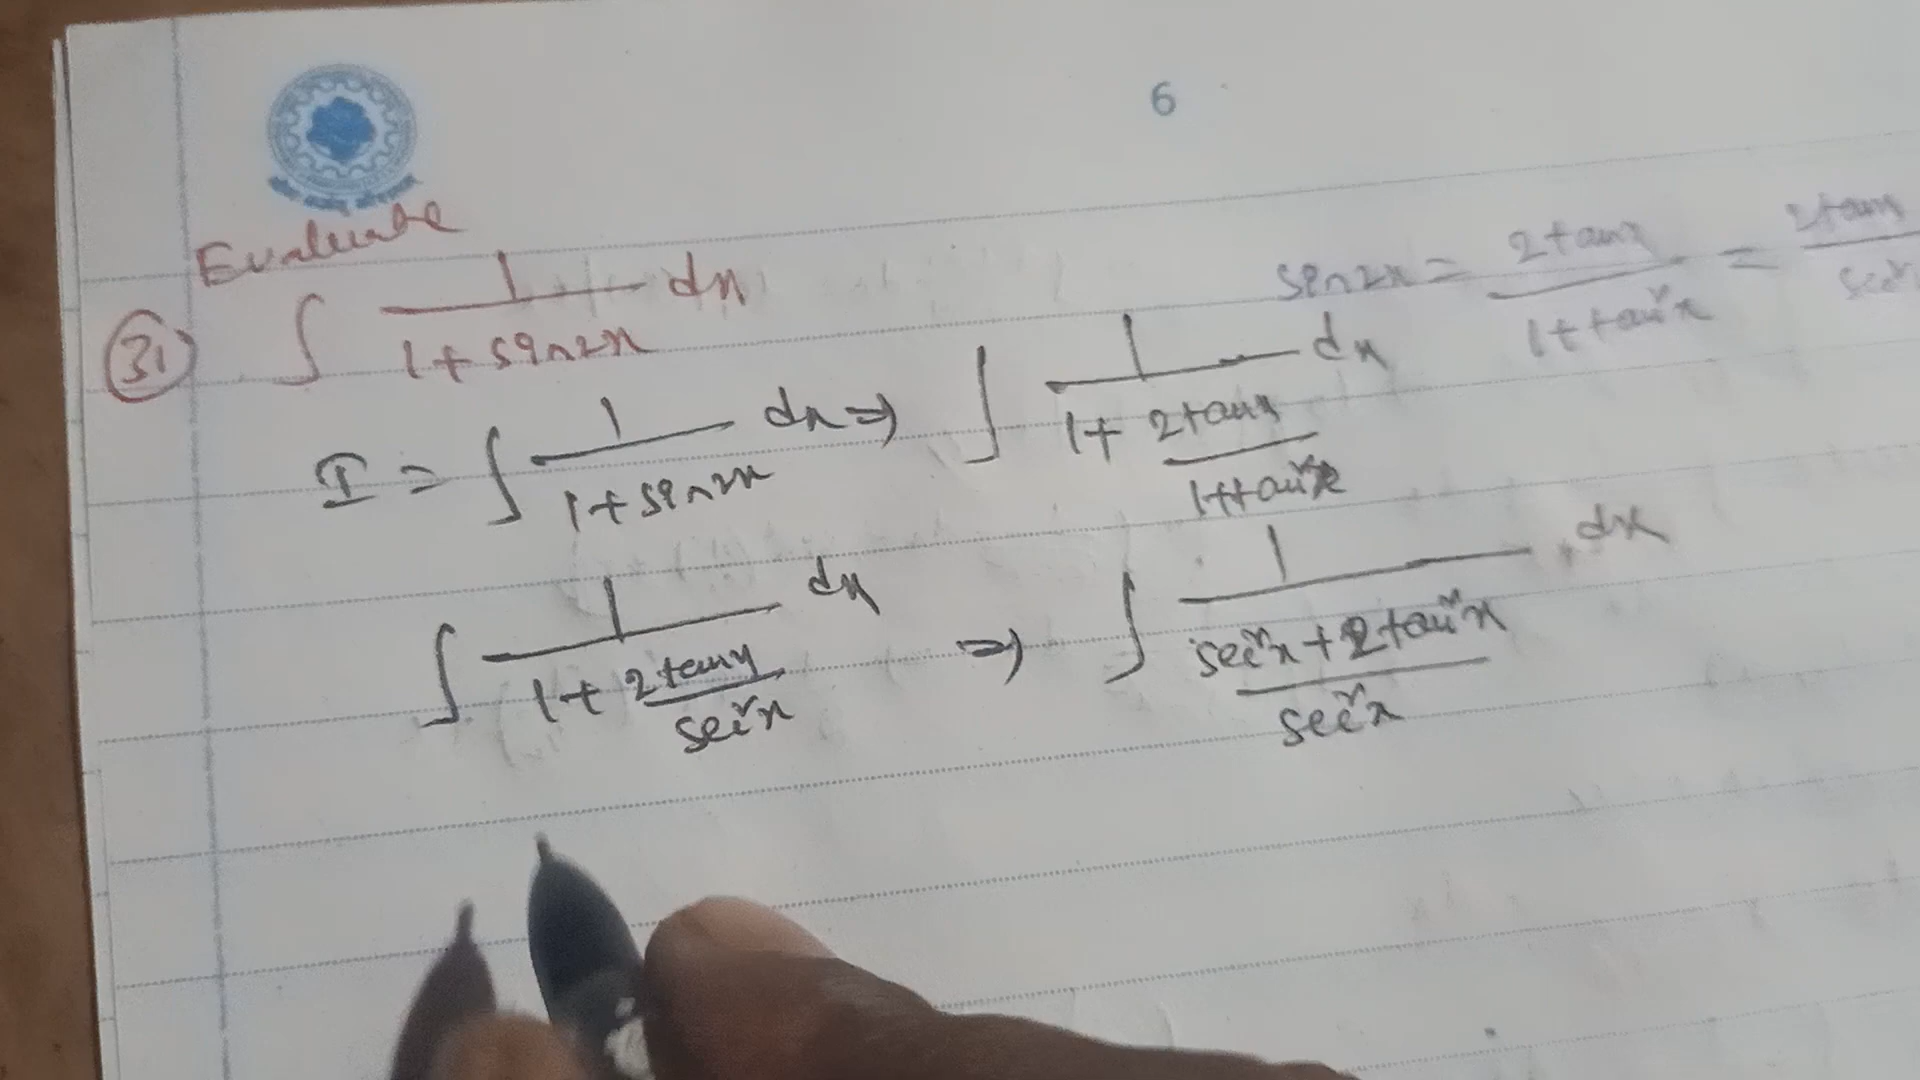 6
Evaluate
31 ∫ 1/(1+sin2x) dx
sin2x = 2tanx/(1+tan²x) = 2tanx/sec²x
I = ∫ 1/(1+sin2x) dx ⇒ ∫ 1/(1+ 2tanx/(1+tan²x)) dx
∫ 1/(1+ 2tanx/sec²x) dx ⇒ ∫ 1/((sec²x+2tan²x)/sec²x) dx